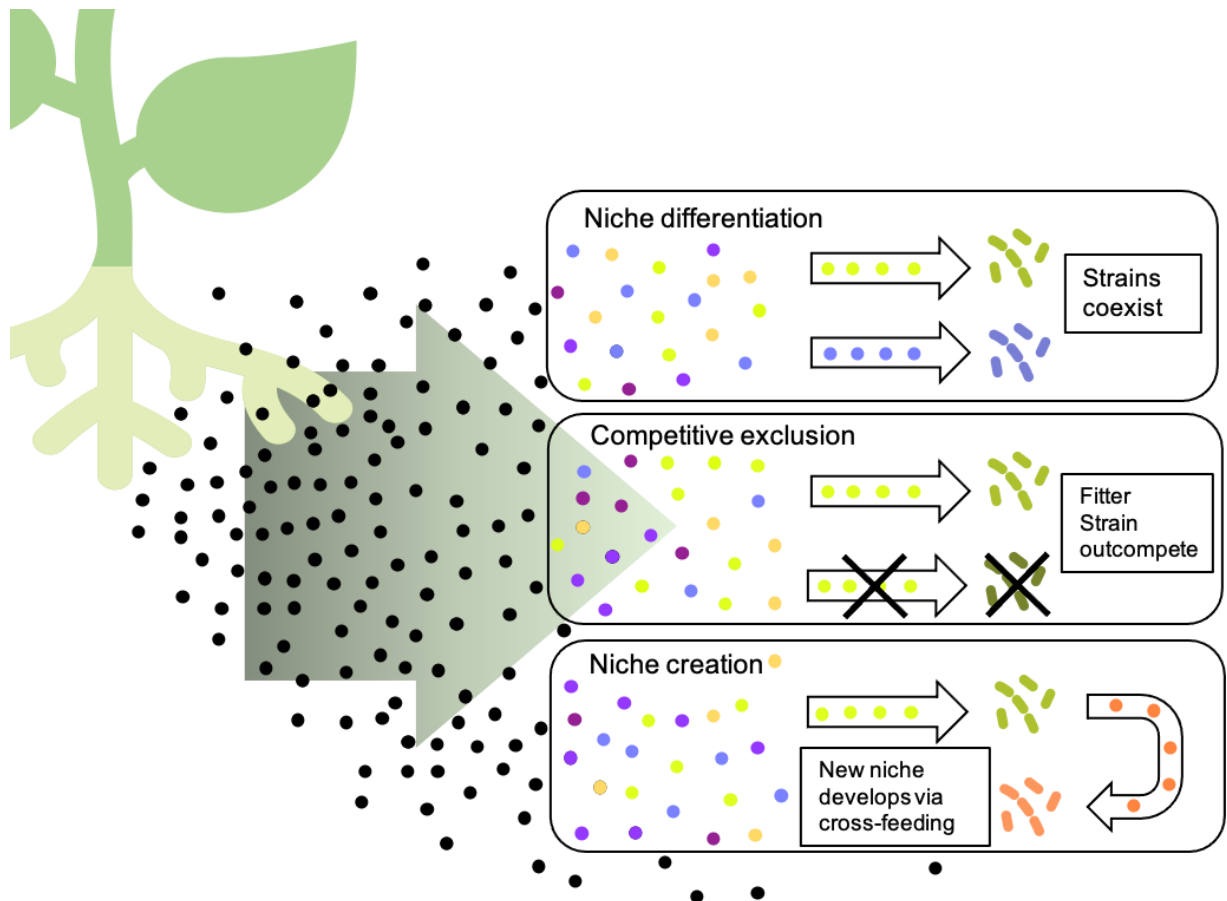 Niche differentiation
Strains
coexist
Competitive exclusion
Fitter
Strain
outcompete
Niche creation
New niche
develops via
cross-feeding